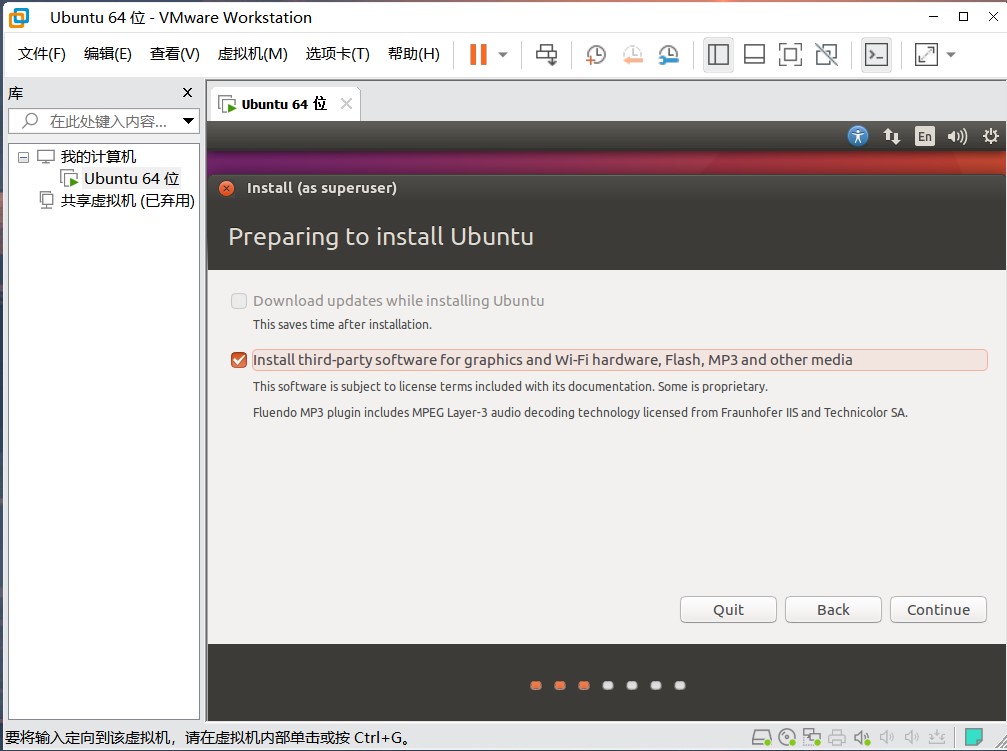 Ubuntu 64 位 - VMware Workstation
文件(F) 编辑(E) 查看(V) 虚拟机(M) 选项卡(T) 帮助(H)
库
在此处键入内容...
我的计算机
Ubuntu 64 位
共享虚拟机 (已弃用)
Ubuntu 64 位
En
Install (as superuser)
Preparing to install Ubuntu
Download updates while installing Ubuntu
This saves time after installation.
Install third-party software for graphics and Wi-Fi hardware, Flash, MP3 and other media
This software is subject to license terms included with its documentation. Some is proprietary.
Fluendo MP3 plugin includes MPEG Layer-3 audio decoding technology licensed from Fraunhofer IIS and Technicolor SA.
Quit Back Continue
要将输入定向到该虚拟机，请在虚拟机内部单击或按 Ctrl+G。